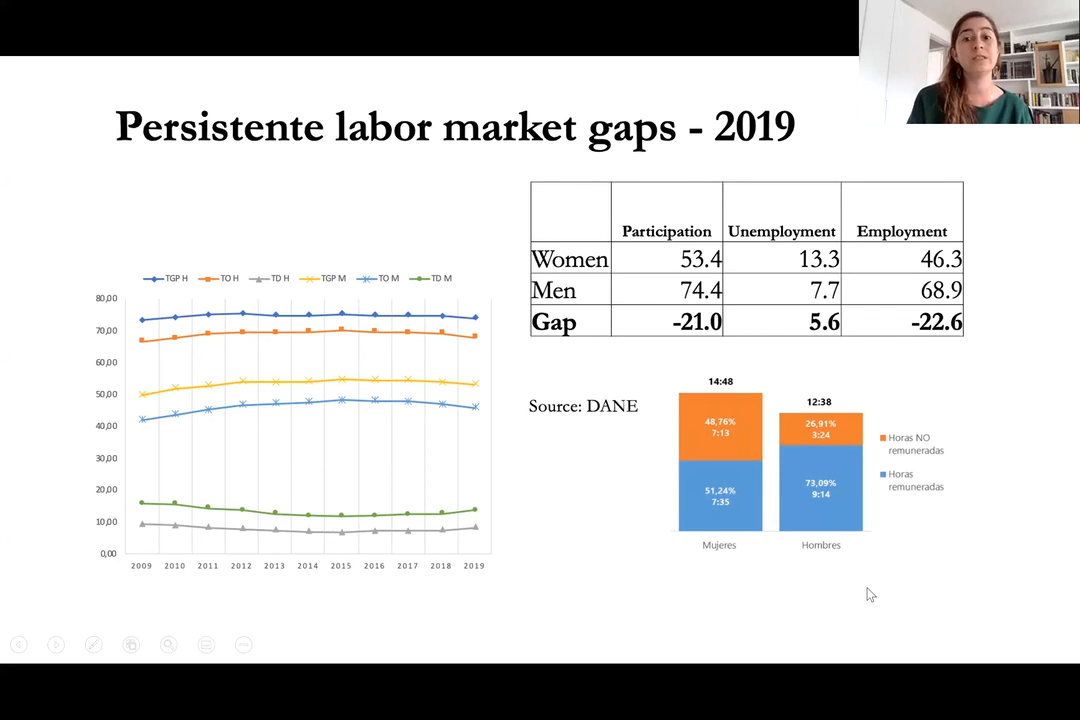 Persistente labor market gaps - 2019
TGP H TO H TD H TGP M TO M TD M
80,00
70,00
60,00
50,00
40,00
30,00
20,00
10,00
0,00
2009 2010 2011 2012 2013 2014 2015 2016 2017 2018 2019
Participation Unemployment Employment
Women 53.4 13.3 46.3
Men 74.4 7.7 68.9
Gap -21.0 5.6 -22.6
Source: DANE
14:48
12:38
48,76%
7:13
26,91%
3:24
51,24%
7:35
73,09%
9:14
Horas NO
remuneradas
Horas
remuneradas
Mujeres Hombres